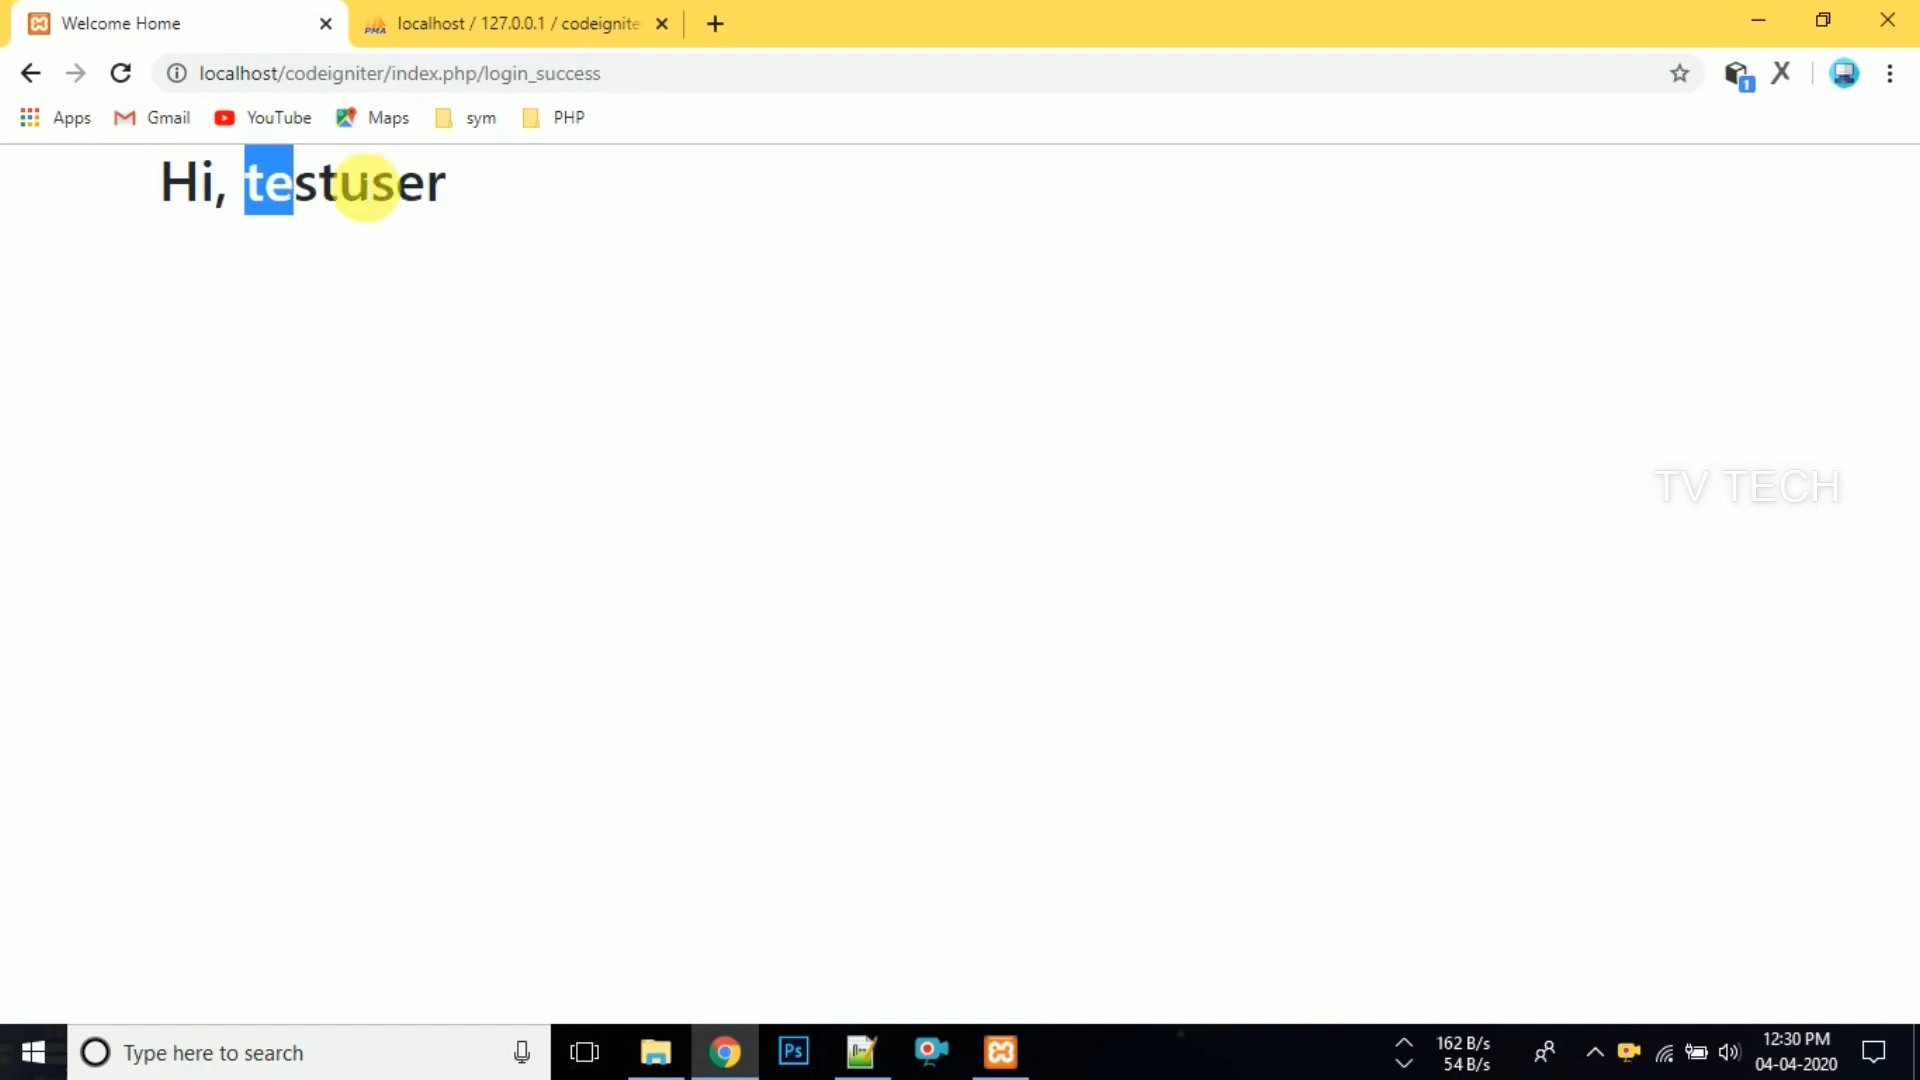 Welcome Home
localhost / 127.0.0.1 / codeignite
localhost/codeigniter/index.php/login_success
Apps
Gmail
YouTube
Maps
sym
PHP
Hi, testuser
TV TECH
Type here to search
Ps
162 B/s
54 B/s
12:30 PM
04-04-2020